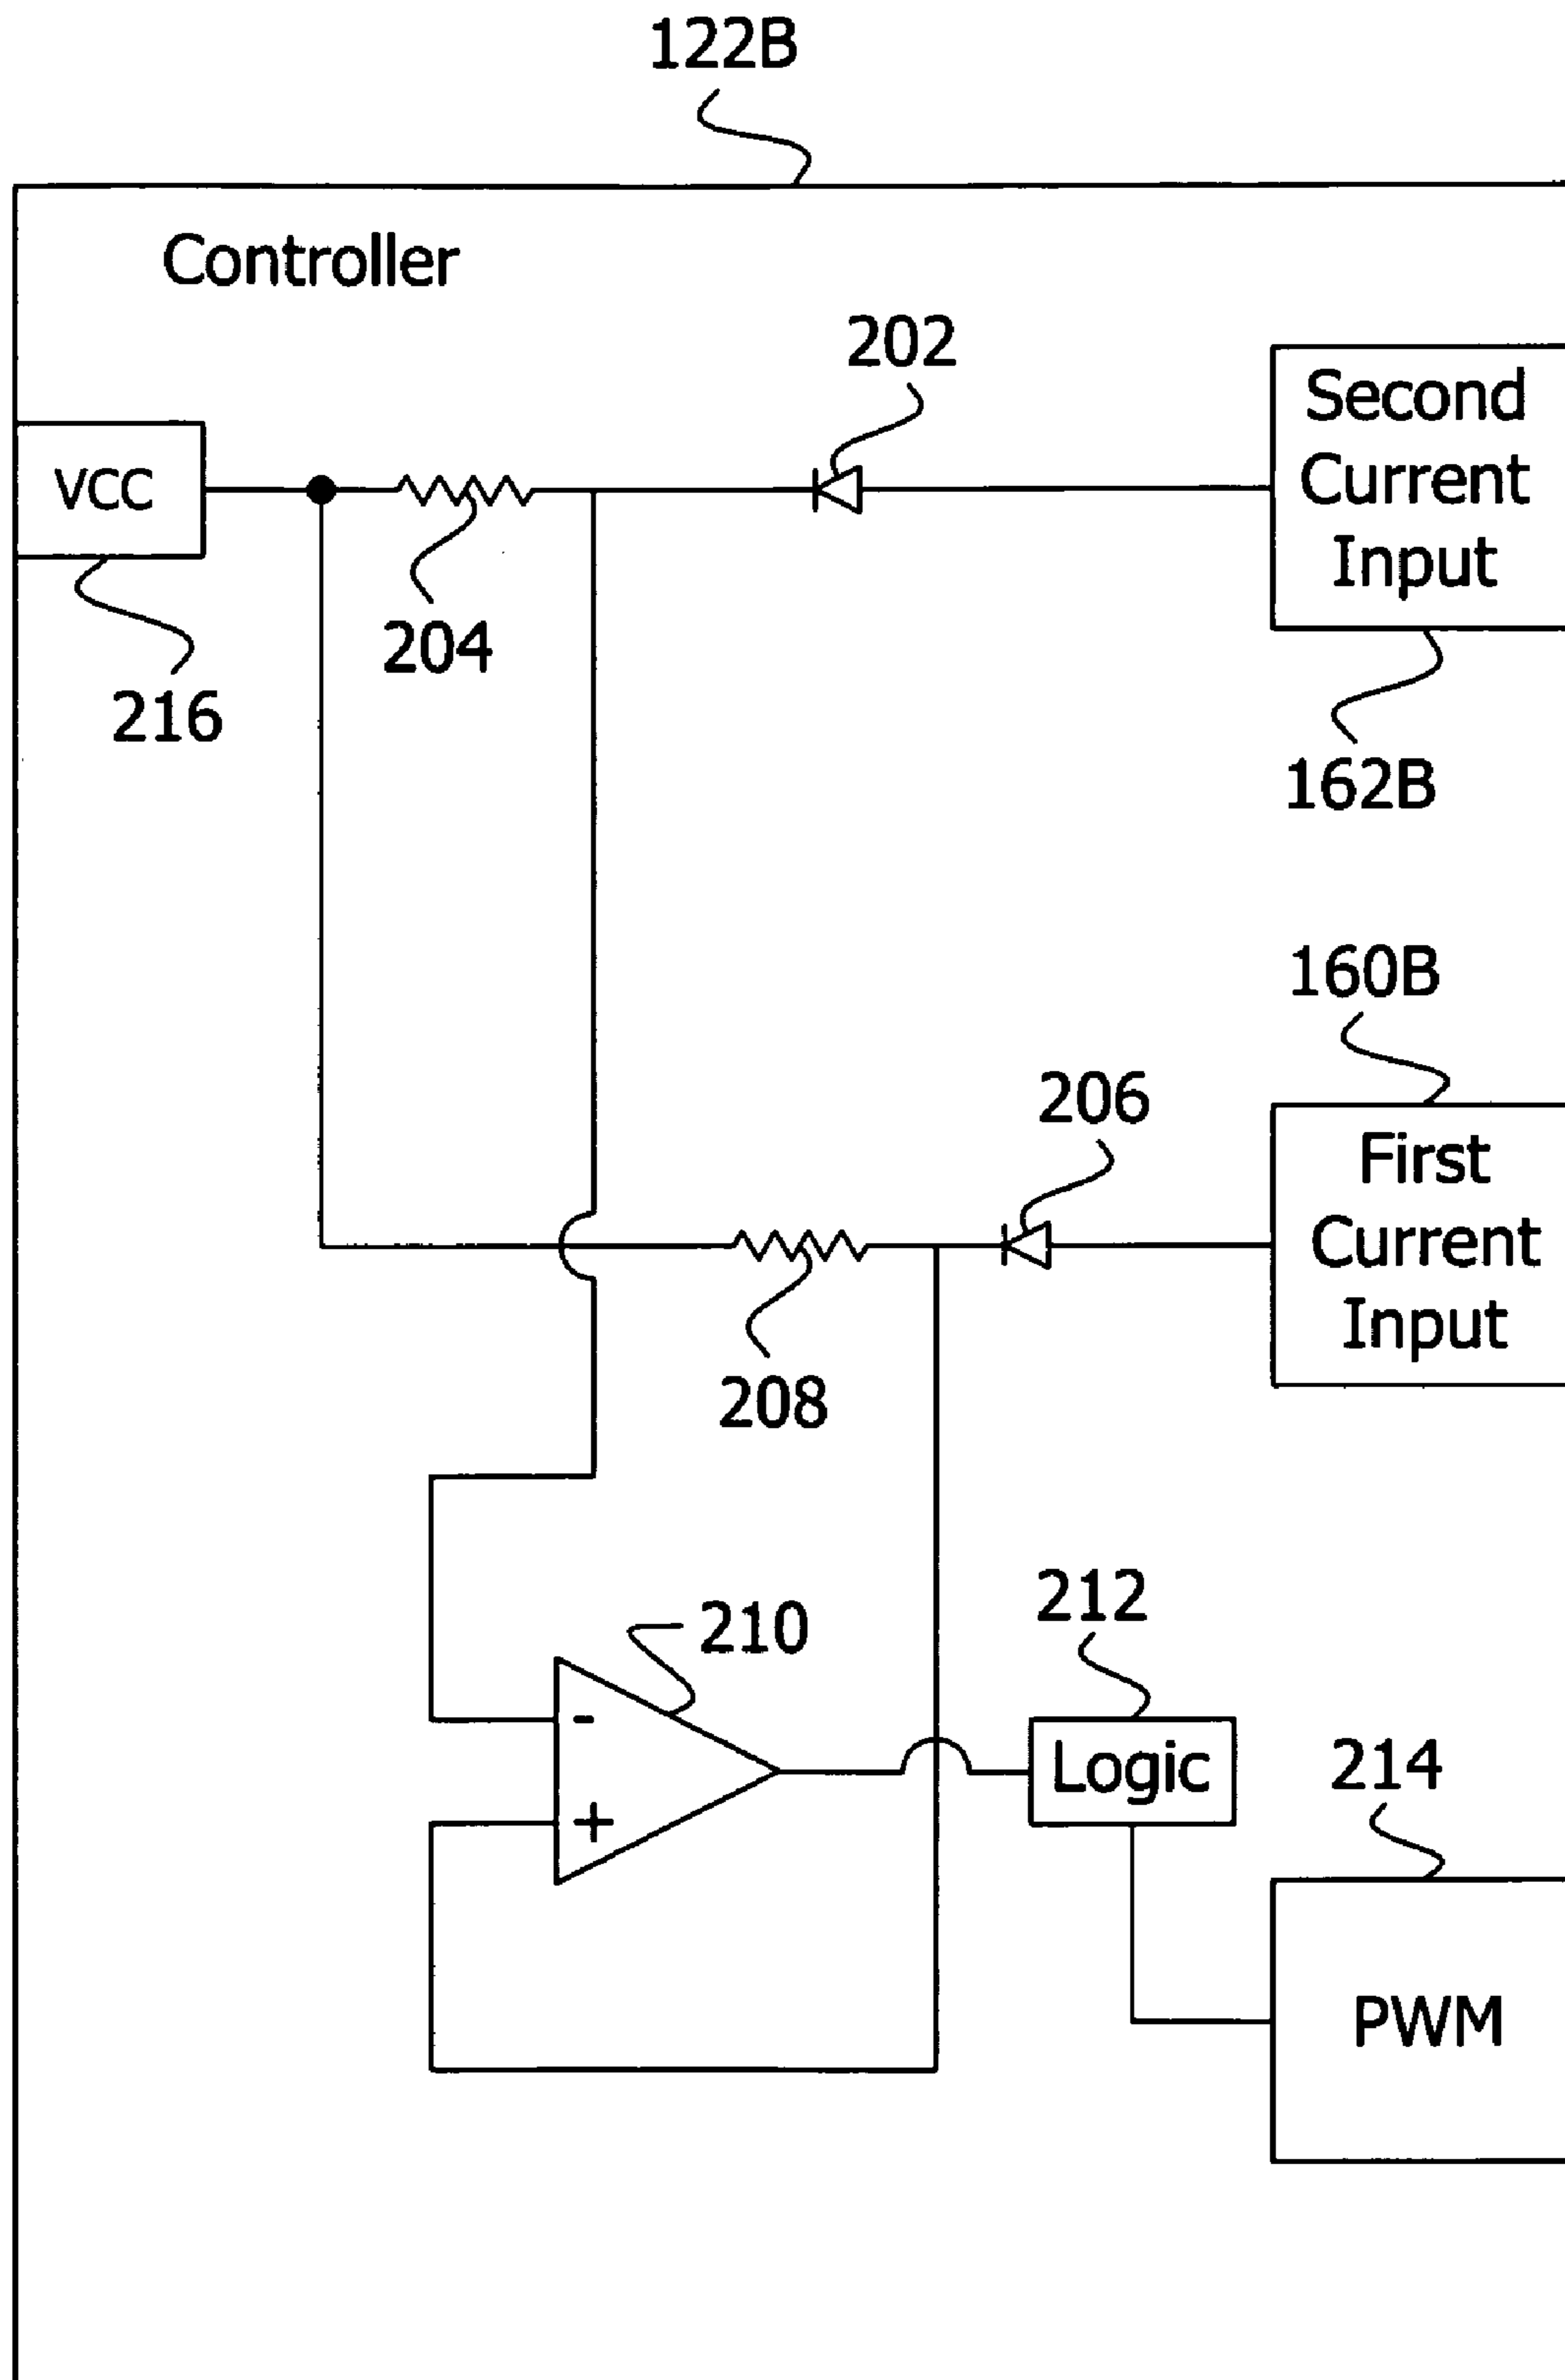 122B
Controller
202
Second
Current
Input
VCC
204
216
162B
160B
206
First
Current
Input
208
212
210
-
+
Logic
214
PWM